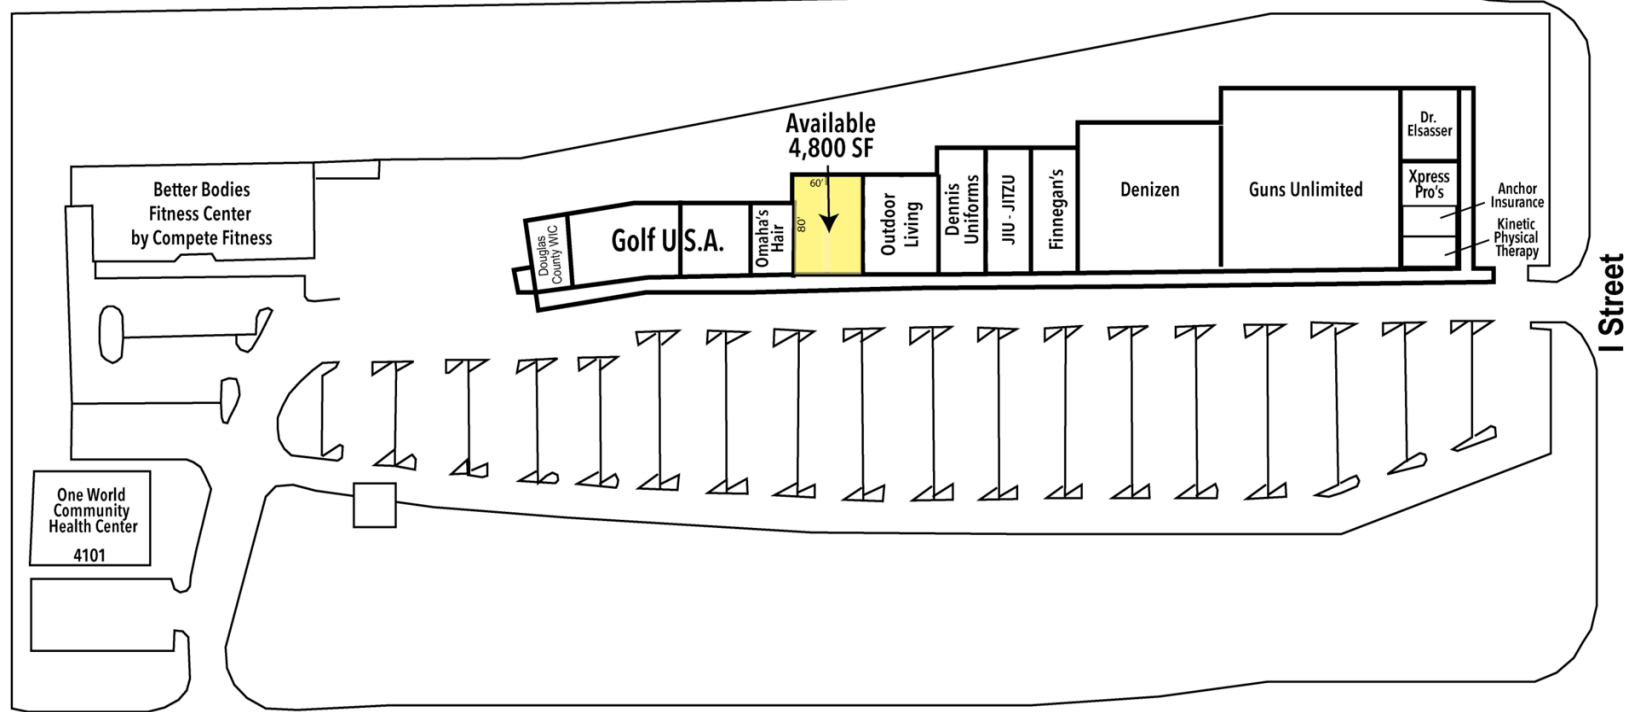 Available
4,800 SF
Better Bodies
Fitness Center
by Compete Fitness
Douglas
County WIC
Golf U.S.A.
Omaha's
Hair
60'
80'
Outdoor
Living
Dennis
Uniforms
JIU - JITZU
Finnegan's
Denizen
Guns Unlimited
Dr.
Elsasser
Xpress
Pro's
Anchor
Insurance
Kinetic
Physical
Therapy
I Street
One World
Community
Health Center
4101